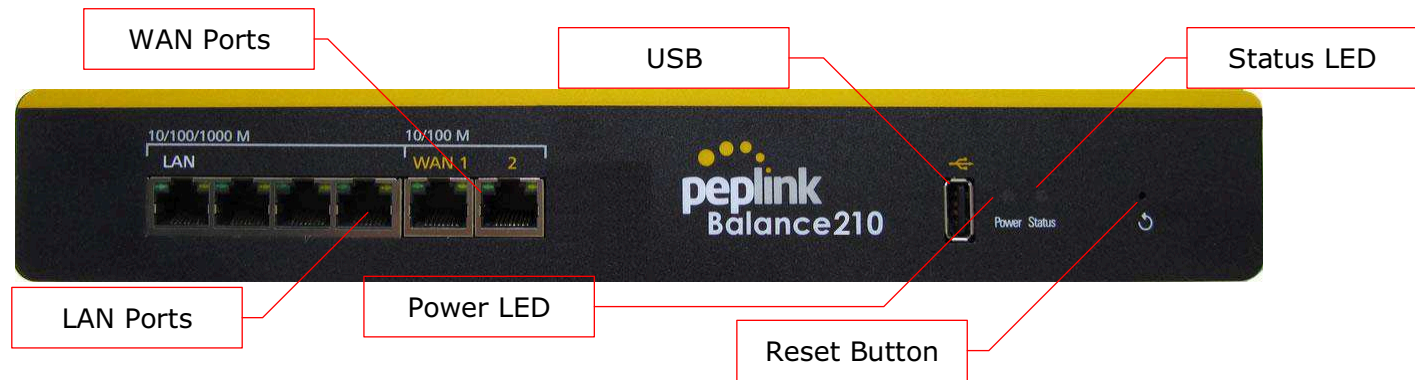 WAN Ports
USB
Status LED
10/100/1000 M
10/100 M
LAN
WAN 1
2
peplink
Balance210
Power Status
LAN Ports
Power LED
Reset Button